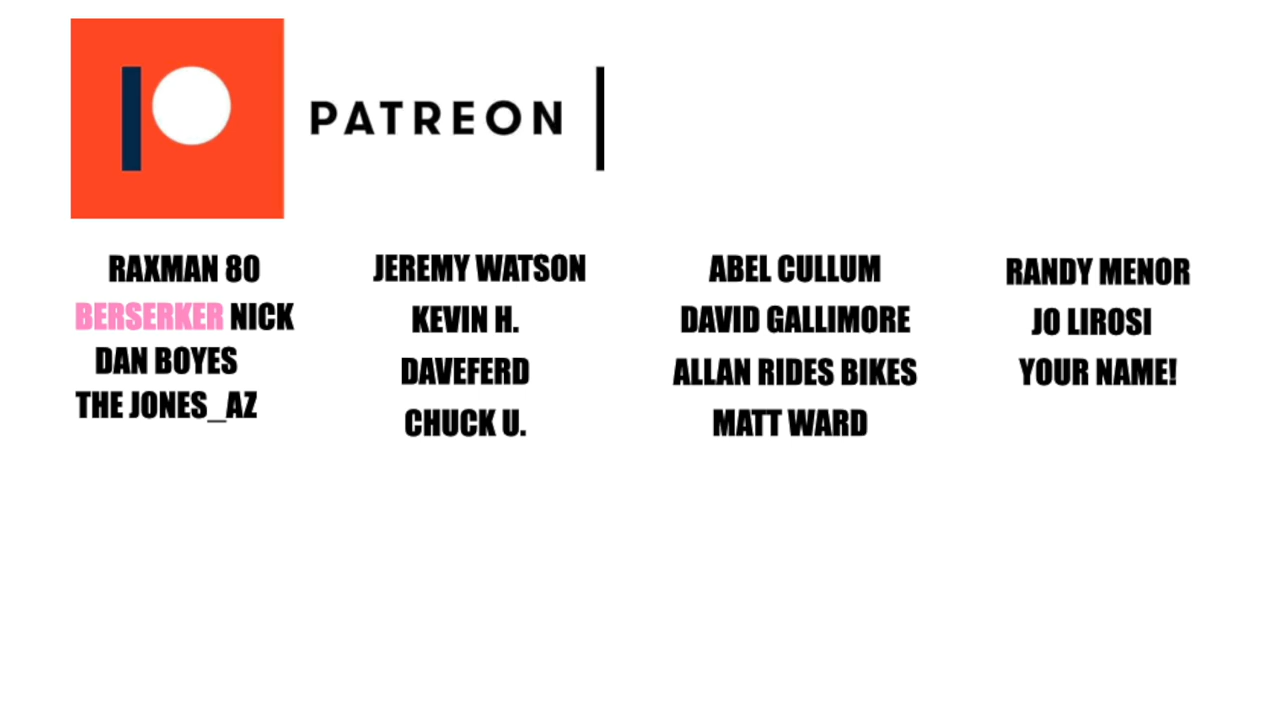 PATREON
RAXMAN 80
BERSERKER NICK
DAN BOYES
THE JONES_AZ
JEREMY WATSON
KEVIN H.
DAVEFERD
CHUCK U.
ABEL CULLUM
DAVID GALLIMORE
ALLAN RIDES BIKES
MATT WARD
RANDY MENOR
JO LIROSI
YOUR NAME!